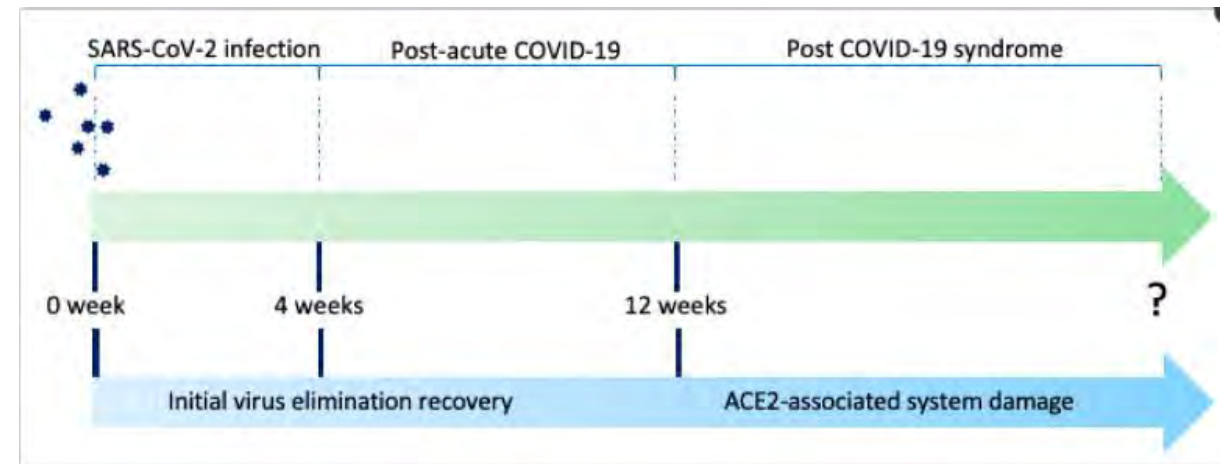 SARS-CoV-2 infection
Post-acute COVID-19
Post COVID-19 syndrome
0 week
4 weeks
12 weeks
?
Initial virus elimination recovery
ACE2-associated system damage